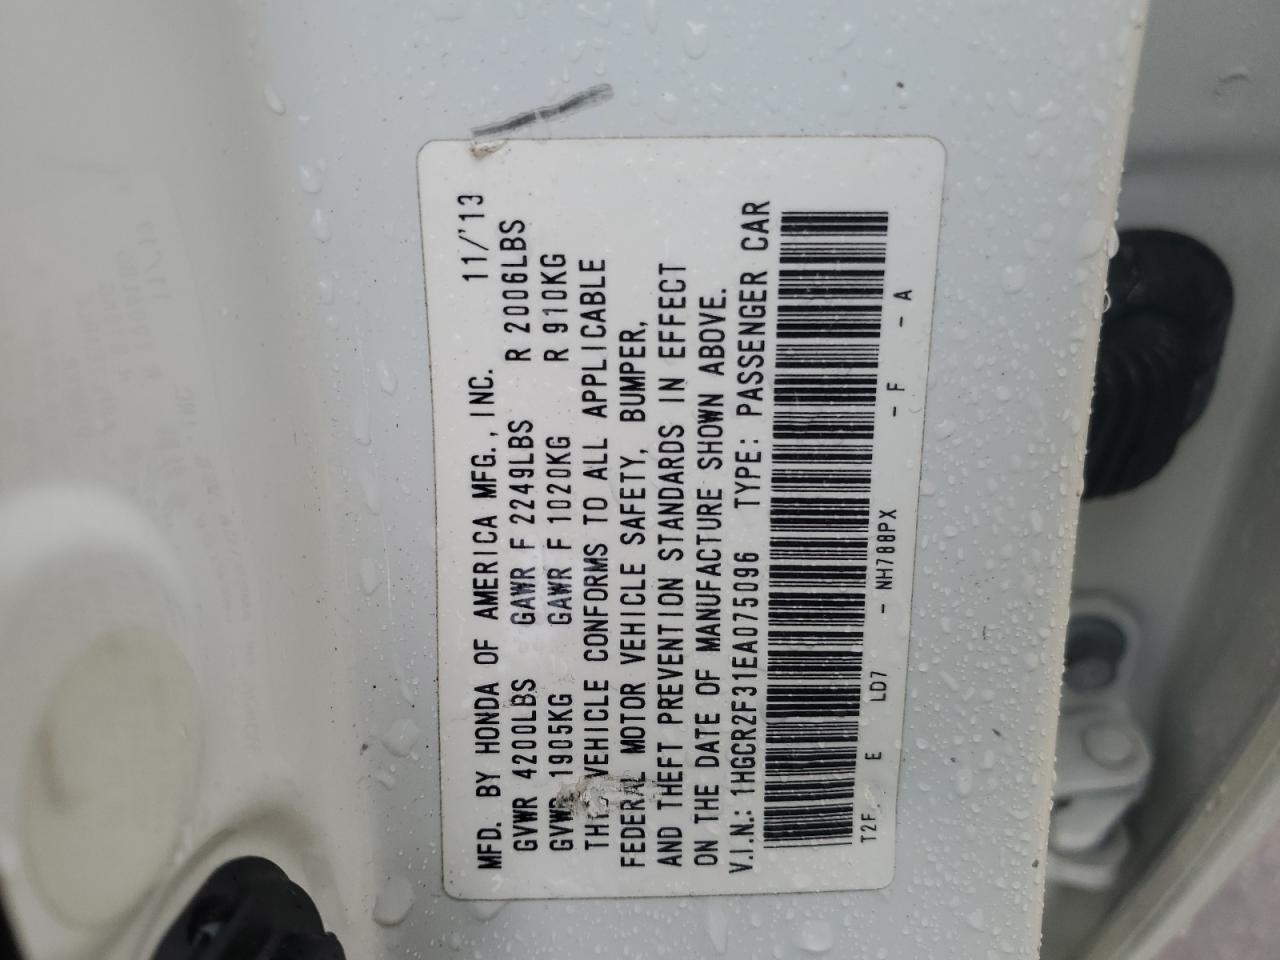 MFD. BY HONDA OF AMERICA MFG., INC. 11/'13
GVWR 4200LBS GAWR F 2249LBS R 2006LBS
GVWR 1905KG GAWR F 1020KG R 910KG
THIS VEHICLE CONFORMS TO ALL APPLICABLE
FEDERAL MOTOR VEHICLE SAFETY, BUMPER,
AND THEFT PREVENTION STANDARDS IN EFFECT
ON THE DATE OF MANUFACTURE SHOWN ABOVE.
V.I.N.: 1HGCR2F31EA075096 TYPE: PASSENGER CAR
T2F E LD7 - NH788PX - F - A